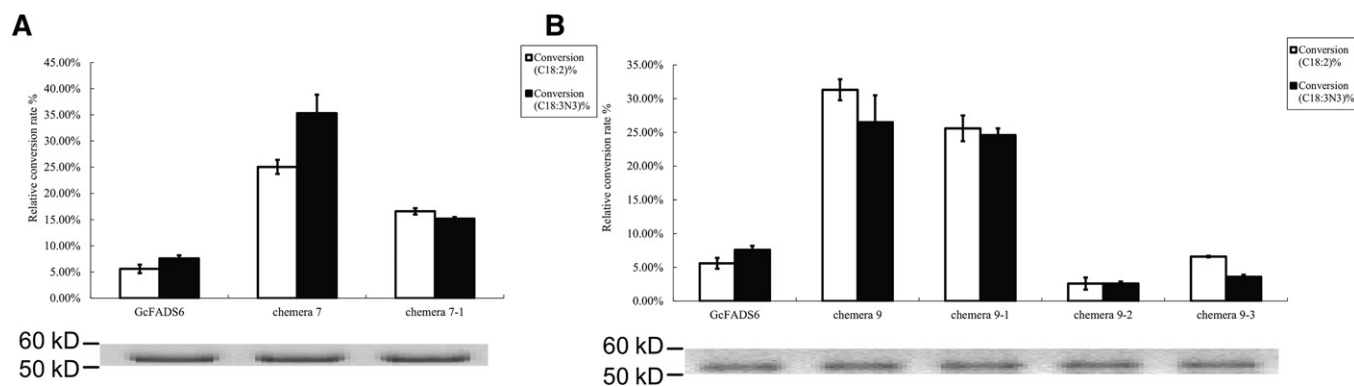 A
Relative conversion rate %
45.00%
40.00%
35.00%
30.00%
25.00%
20.00%
15.00%
10.00%
5.00%
0.00%
Conversion
(C18:2)%
Conversion
(C18:3N3)%
GcFADS6 chemera 7 chemera 7-1
60 kD
50 kD
B
Relative conversion rate %
35.00%
30.00%
25.00%
20.00%
15.00%
10.00%
5.00%
0.00%
Conversion
(C18:2)%
Conversion
(C18:3N3)%
GcFADS6 chemera 9 chemera 9-1 chemera 9-2 chemera 9-3
60 kD
50 kD